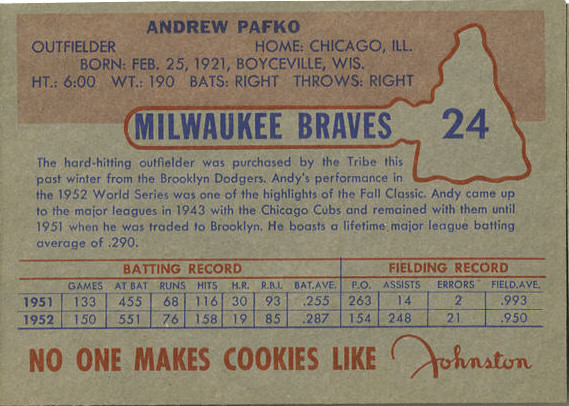 ANDREW PAFKO
OUTFIELDER HOME: CHICAGO, ILL.
BORN: FEB. 25, 1921, BOYCEVILLE, WIS.
HT.: 6:00 WT.: 190 BATS: RIGHT THROWS: RIGHT
MILWAUKEE BRAVES 24
The hard-hitting outfielder was purchased by the Tribe this
past winter from the Brooklyn Dodgers. Andy's performance in
the 1952 World Series was one of the highlights of the Fall Classic. Andy came up
to the major leagues in 1943 with the Chicago Cubs and remained with them until
1951 when he was traded to Brooklyn. He boasts a lifetime major league batting
average of .290.
BATTING RECORD FIELDING RECORD
GAMES AT BAT RUNS HITS H.R. R.B.I. BAT.AVE. P.O. ASSISTS ERRORS FIELD.AVE.
1951 133 455 68 116 30 93 .255 263 14 2 .993
1952 150 551 76 158 19 85 .287 154 248 21 .950
NO ONE MAKES COOKIES LIKE Johnston